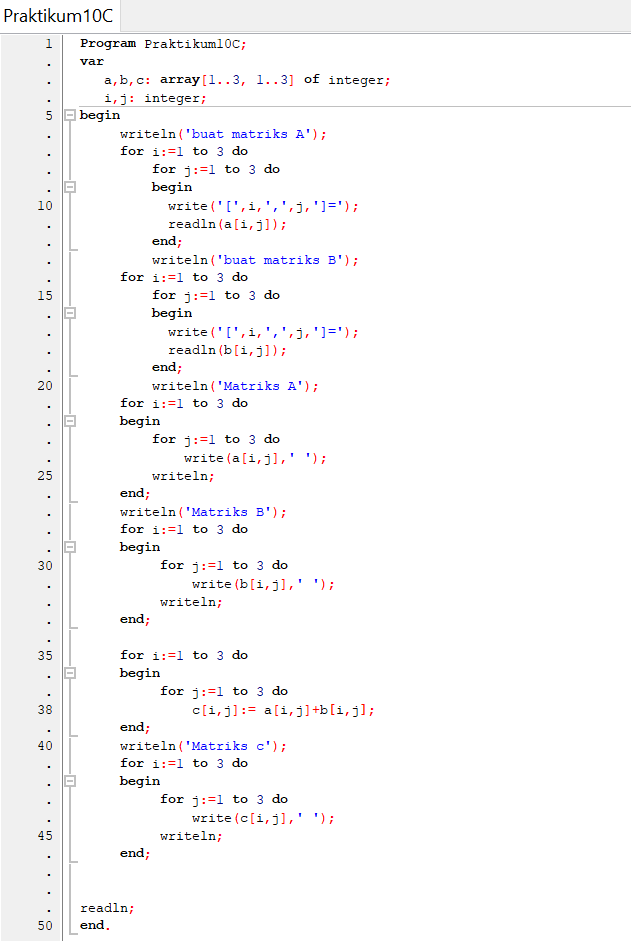 Praktikum10C
1 Program Praktikum10C;
. var
. a,b,c: array[1..3, 1..3] of integer;
. i,j: integer;
5 begin
. writeln('buat matriks A');
. for i:=1 to 3 do
. for j:=1 to 3 do
. begin
10 write('[',i,',',j,']=');
. readln(a[i,j]);
. end;
. writeln('buat matriks B');
. for i:=1 to 3 do
15 for j:=1 to 3 do
. begin
. write('[',i,',',j,']=');
. readln(b[i,j]);
. end;
20 writeln('Matriks A');
. for i:=1 to 3 do
. begin
. for j:=1 to 3 do
. write(a[i,j],' ');
25 writeln;
. end;
. writeln('Matriks B');
. for i:=1 to 3 do
. begin
30 for j:=1 to 3 do
. write(b[i,j],' ');
. writeln;
. end;
.
35 for i:=1 to 3 do
. begin
. for j:=1 to 3 do
38 c[i,j]:= a[i,j]+b[i,j];
. end;
40 writeln('Matriks c');
. for i:=1 to 3 do
. begin
. for j:=1 to 3 do
. write(c[i,j],' ');
45 writeln;
. end;
.
.
. readln;
50 end.